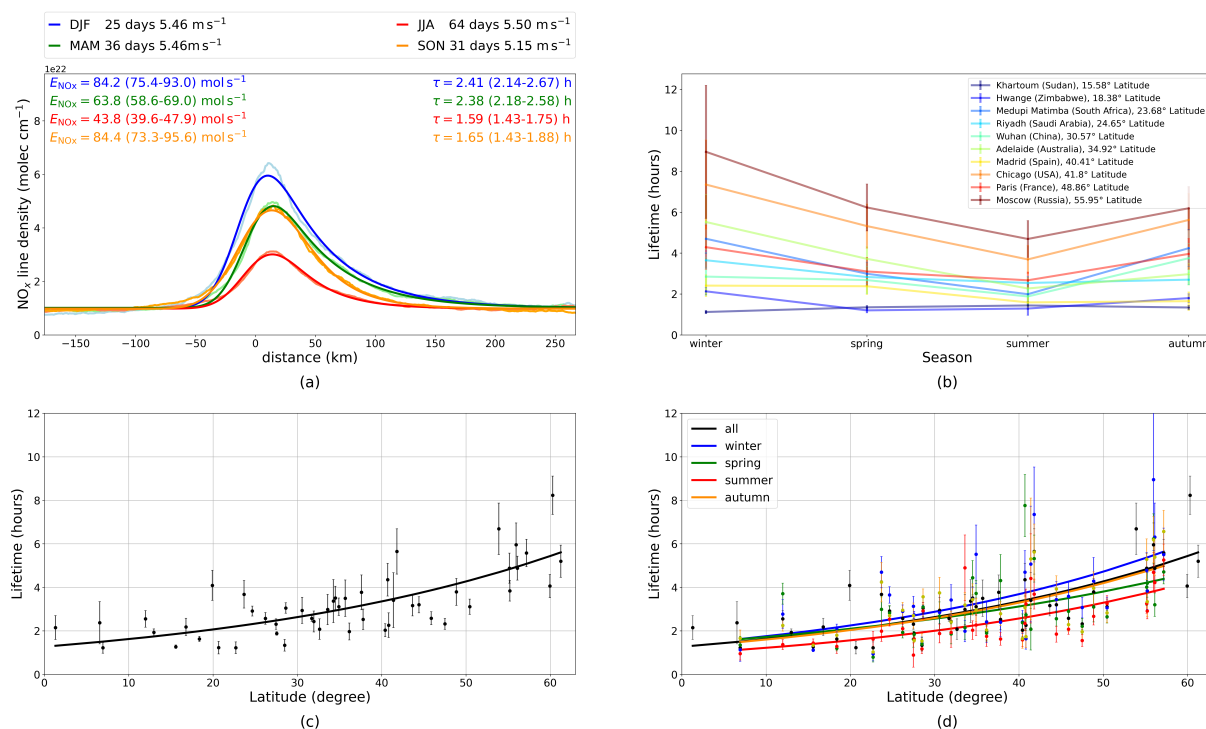 DJF 25 days 5.46 m s⁻¹
MAM 36 days 5.46 m s⁻¹
JJA 64 days 5.50 m s⁻¹
SON 31 days 5.15 m s⁻¹
1e22
E_NOx = 84.2 (75.4-93.0) mol s⁻¹
τ = 2.41 (2.14-2.67) h
E_NOx = 63.8 (58.6-69.0) mol s⁻¹
τ = 2.38 (2.18-2.58) h
E_NOx = 43.8 (39.6-47.9) mol s⁻¹
τ = 1.59 (1.43-1.75) h
E_NOx = 84.4 (73.3-95.6) mol s⁻¹
τ = 1.65 (1.43-1.88) h
NOₓ line density (molec cm⁻¹)
8
6
4
2
0
−150 −100 −50 0 50 100 150 200 250
distance (km)
(a)
Khartoum (Sudan), 15.58° Latitude
Hwange (Zimbabwe), 18.38° Latitude
Medupi Matimba (South Africa), 23.68° Latitude
Riyadh (Saudi Arabia), 24.65° Latitude
Wuhan (China), 30.57° Latitude
Adelaide (Australia), 34.92° Latitude
Madrid (Spain), 40.41° Latitude
Chicago (USA), 41.8° Latitude
Paris (France), 48.86° Latitude
Moscow (Russia), 55.95° Latitude
Lifetime (hours)
12
10
8
6
4
2
0
winter spring summer autumn
Season
(b)
Lifetime (hours)
12
10
8
6
4
2
0
0 10 20 30 40 50 60
Latitude (degree)
(c)
all
winter
spring
summer
autumn
Lifetime (hours)
12
10
8
6
4
2
0
0 10 20 30 40 50 60
Latitude (degree)
(d)